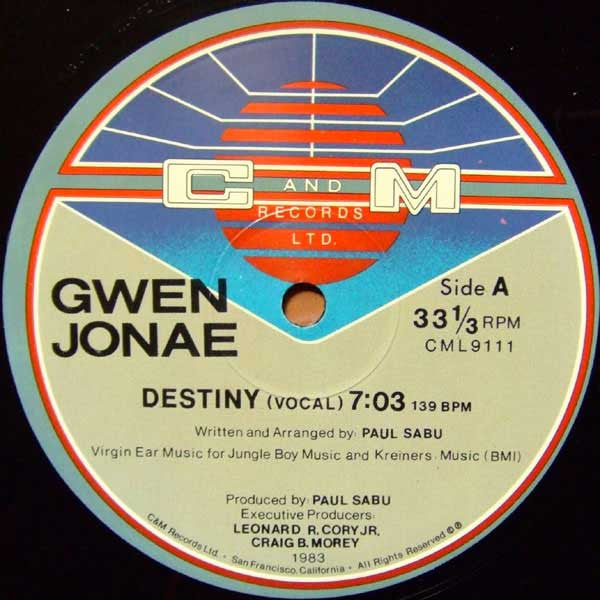 C AND M
RECORDS
LTD.
GWEN
JONAE
Side A
33 1/3 RPM
CML9111
DESTINY (VOCAL) 7:03 139 BPM
Written and Arranged by: PAUL SABU
Virgin Ear Music for Jungle Boy Music and Kreiners Music (BMI)
Produced by: PAUL SABU
Executive Producers:
LEONARD R. CORY JR.
CRAIG B. MOREY
1983
C&M Records Ltd. • San Francisco, California • All Rights Reserved ©℗